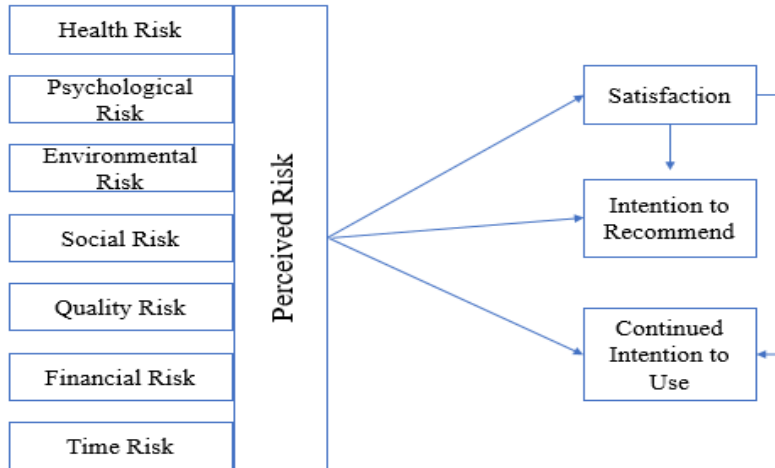 Health Risk
Psychological
Risk
Environmental
Risk
Social Risk
Quality Risk
Financial Risk
Time Risk
Perceived Risk
Satisfaction
Intention to
Recommend
Continued
Intention to
Use